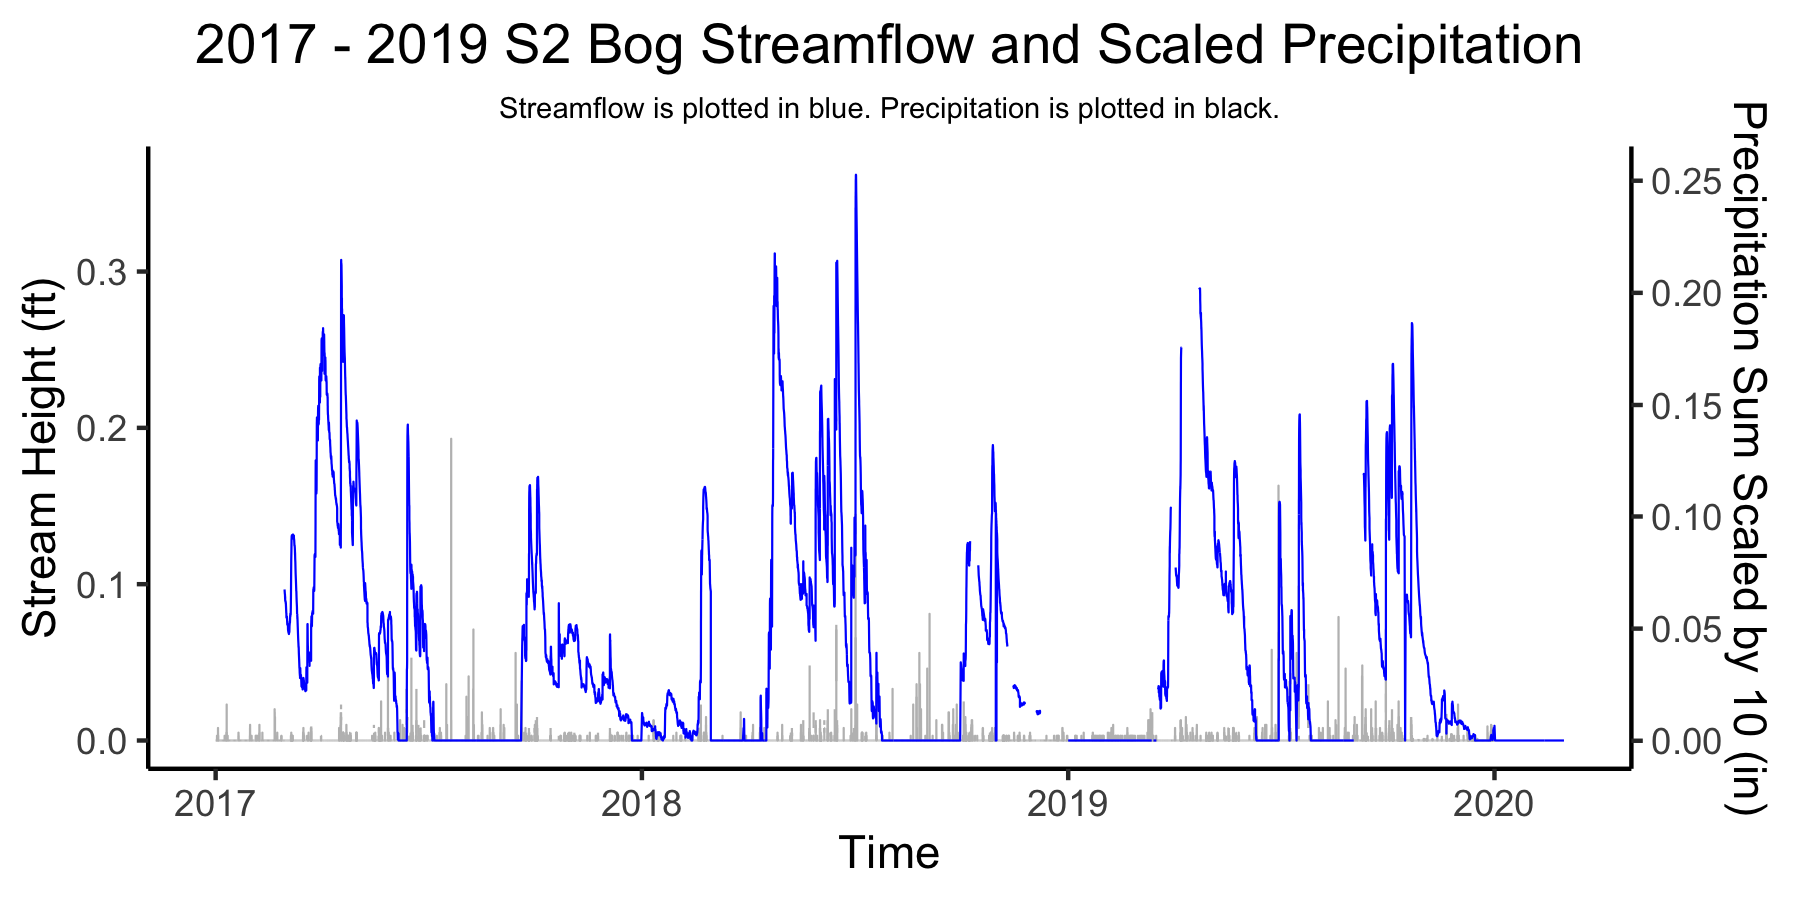 2017 - 2019 S2 Bog Streamflow and Scaled Precipitation
Streamflow is plotted in blue. Precipitation is plotted in black.
Stream Height (ft)
0.3
0.2
0.1
0.0
0.25
0.20
0.15
0.10
0.05
0.00
Precipitation Sum Scaled by 10 (in)
2017
2018
2019
2020
Time